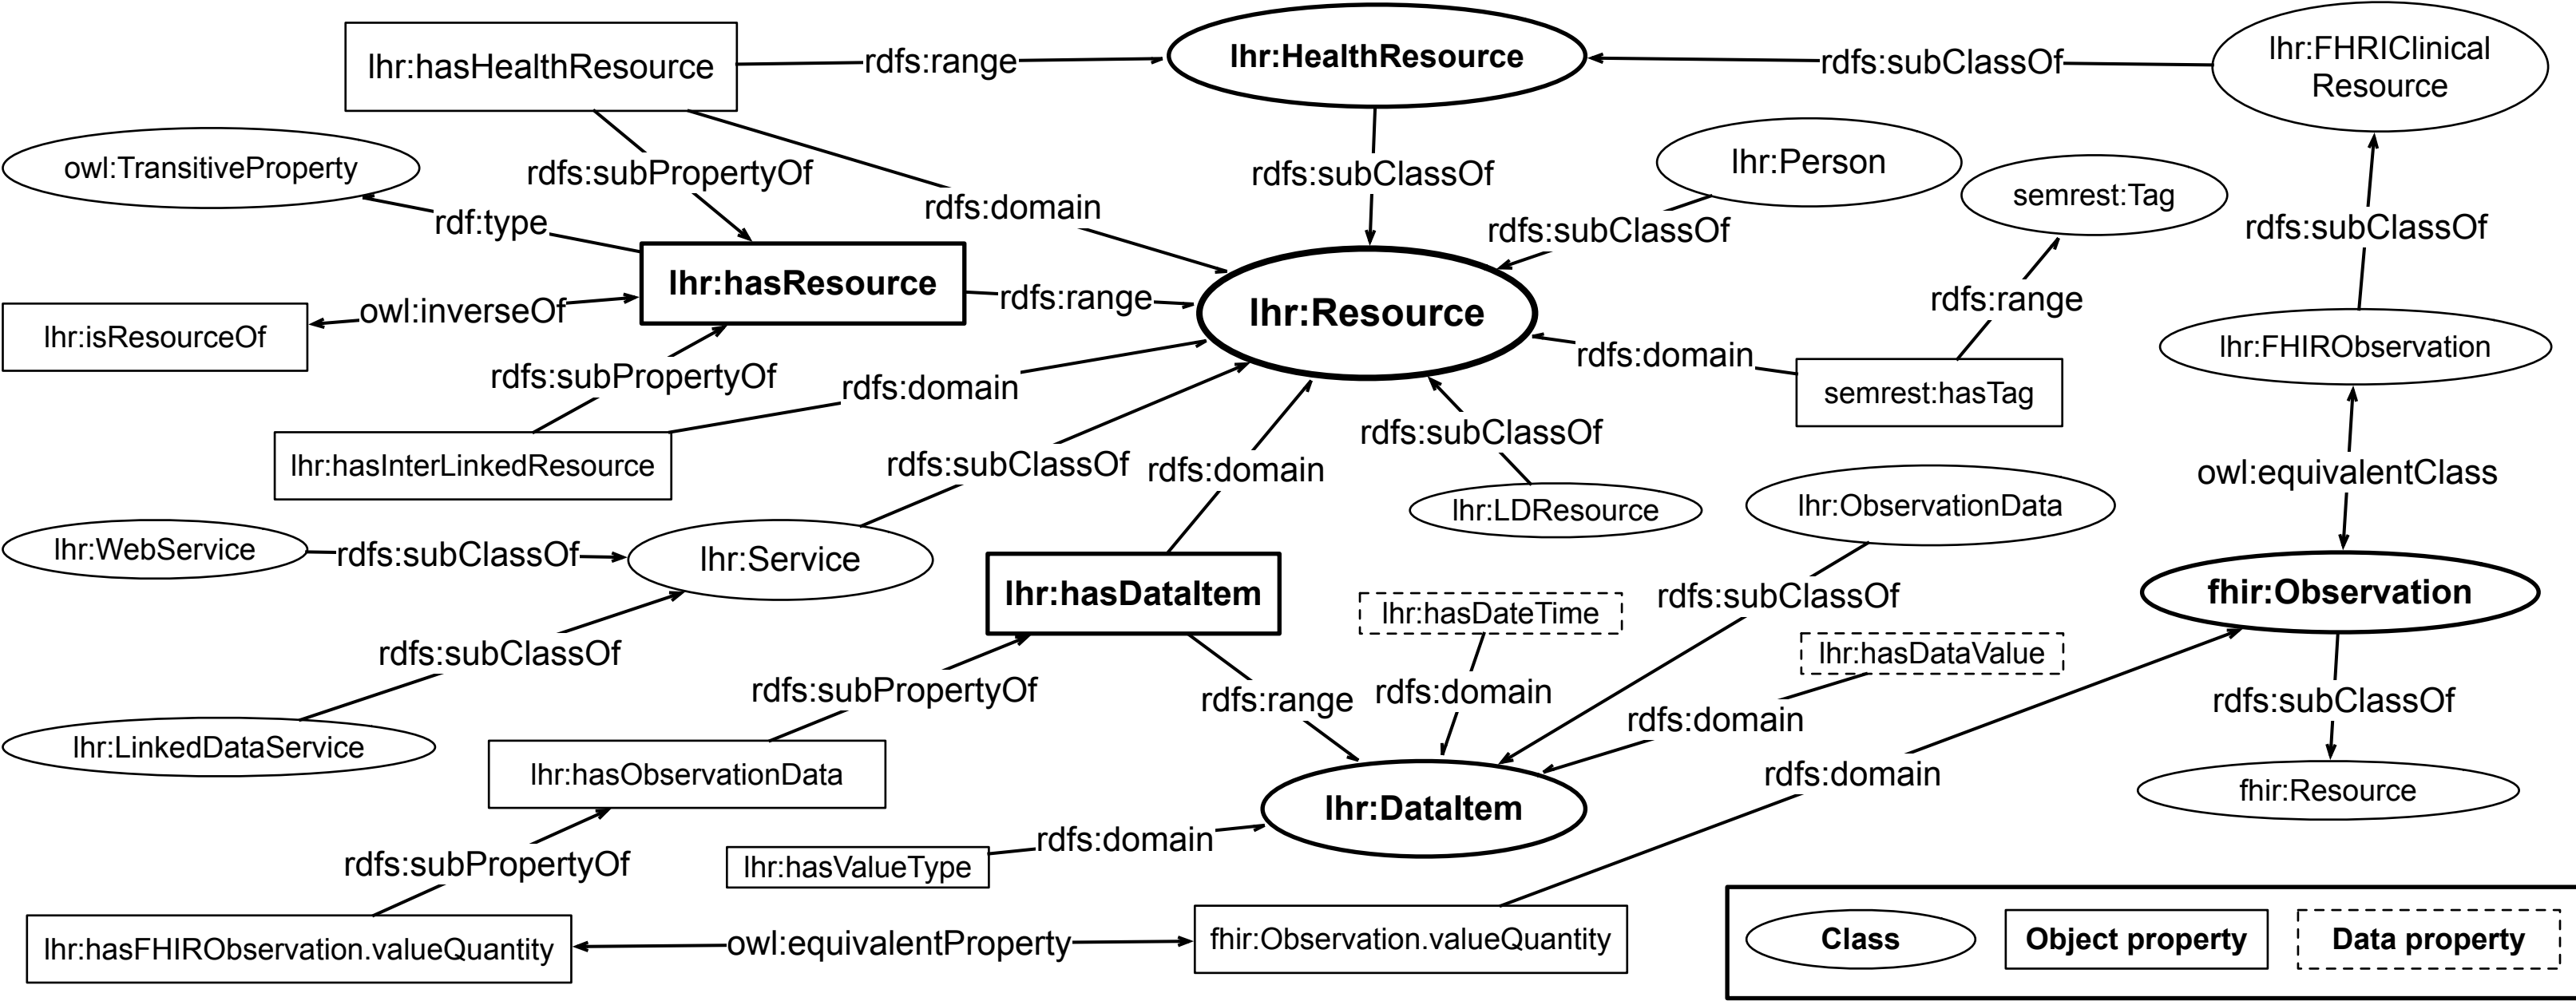 lhr:hasHealthResource
rdfs:range
lhr:HealthResource
rdfs:subClassOf
lhr:FHRIClinical
Resource
owl:TransitiveProperty
rdfs:subPropertyOf
rdfs:subClassOf
lhr:Person
semrest:Tag
rdf:type
rdfs:domain
rdfs:subClassOf
rdfs:subClassOf
lhr:hasResource
rdfs:range
lhr:Resource
rdfs:range
lhr:isResourceOf
owl:inverseOf
rdfs:domain
lhr:FHIRObservation
rdfs:subPropertyOf
rdfs:domain
semrest:hasTag
lhr:hasInterLinkedResource
rdfs:subClassOf
rdfs:domain
rdfs:subClassOf
owl:equivalentClass
lhr:LDResource
lhr:ObservationData
lhr:WebService
rdfs:subClassOf
lhr:Service
lhr:hasDataItem
lhr:hasDateTime
rdfs:subClassOf
fhir:Observation
rdfs:subClassOf
lhr:hasDataValue
rdfs:subPropertyOf
rdfs:range
rdfs:domain
rdfs:domain
rdfs:subClassOf
lhr:LinkedDataService
lhr:hasObservationData
rdfs:domain
fhir:Resource
lhr:DataItem
rdfs:subPropertyOf
lhr:hasValueType
rdfs:domain
lhr:hasFHIRObservation.valueQuantity
owl:equivalentProperty
fhir:Observation.valueQuantity
Class
Object property
Data property